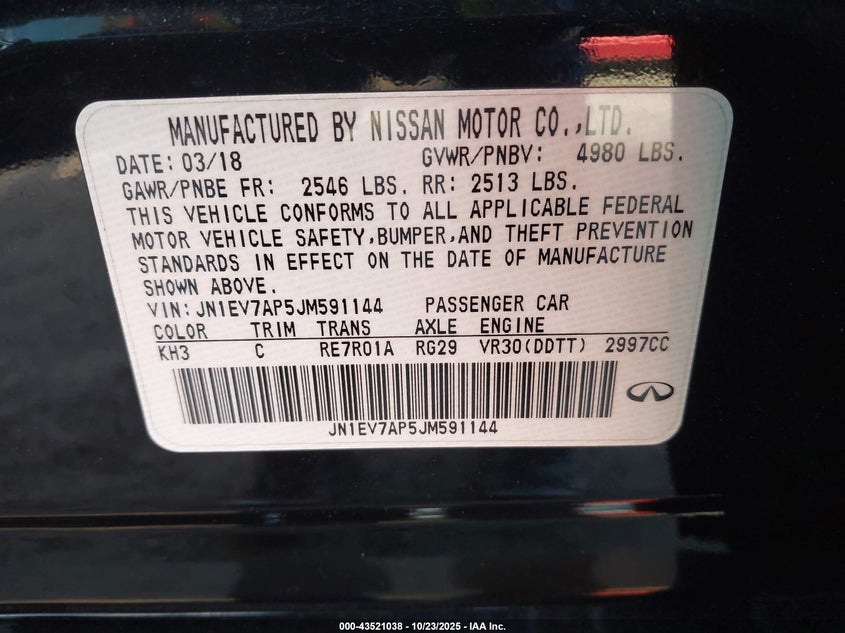 MANUFACTURED BY NISSAN MOTOR CO.,LTD.
DATE: 03/18 GVWR/PNBV: 4980 LBS.
GAWR/PNBE FR: 2546 LBS. RR: 2513 LBS.
THIS VEHICLE CONFORMS TO ALL APPLICABLE FEDERAL
MOTOR VEHICLE SAFETY,BUMPER,AND THEFT PREVENTION
STANDARDS IN EFFECT ON THE DATE OF MANUFACTURE
SHOWN ABOVE.
VIN: JN1EV7AP5JM591144 PASSENGER CAR
COLOR TRIM TRANS AXLE ENGINE
KH3 C RE7R01A RG29 VR30(DDTT) 2997CC
JN1EV7AP5JM591144
000-43521038 - 10/23/2025 - IAA Inc.